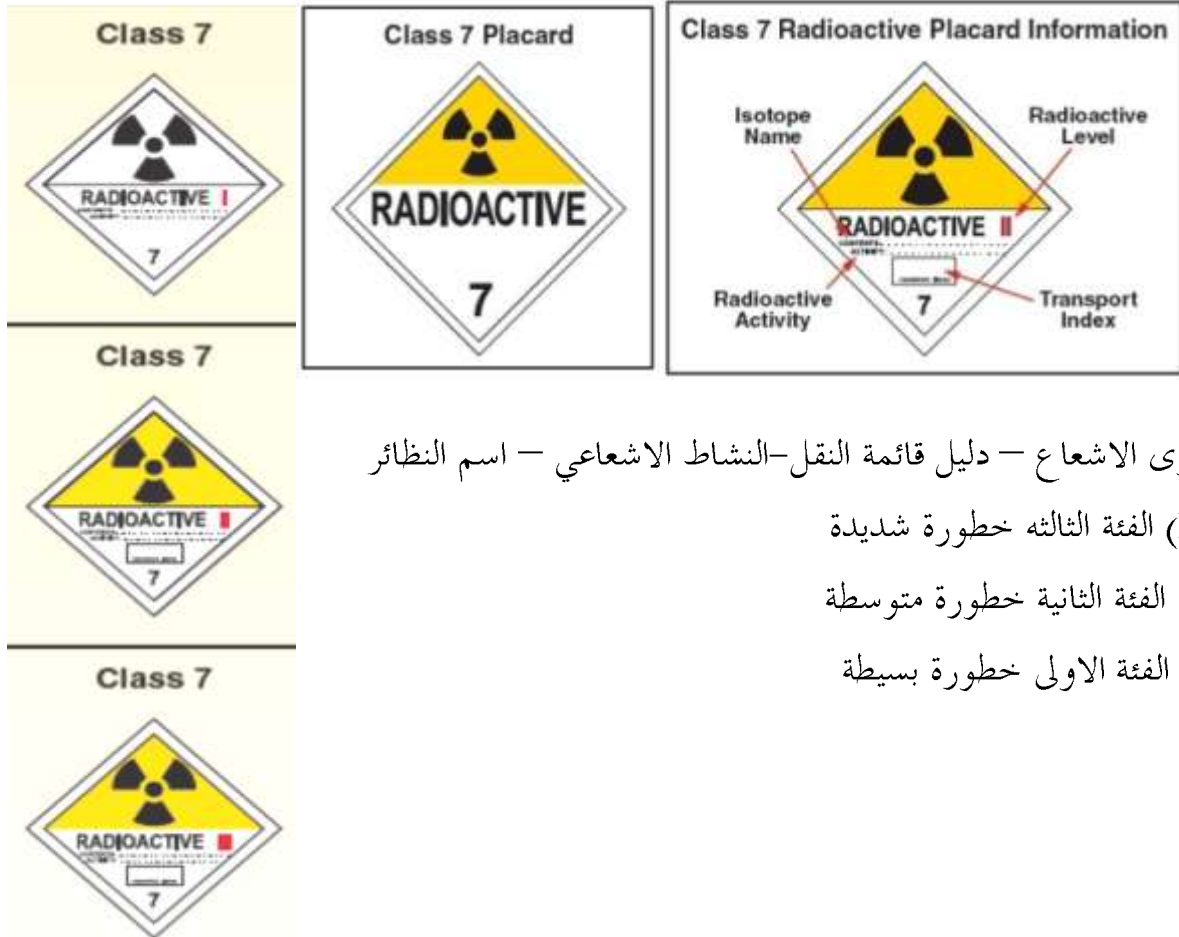 Class 7
RADIOACTIVE I
7
Class 7 Placard
RADIOACTIVE
7
Class 7 Radioactive Placard Information
Isotope
Name
Radioactive
Level
RADIOACTIVE II
Radioactive
Activity
7
Transport
Index
Class 7
RADIOACTIVE II
7
Class 7
RADIOACTIVE III
7
الاشعاع – دليل قائمة النقل–النشاط الاشعاعي – اسم النظائر
) الفئة الثالثه خطورة شديدة
الفئة الثانية خطورة متوسطة
الفئة الاولى خطورة بسيطة